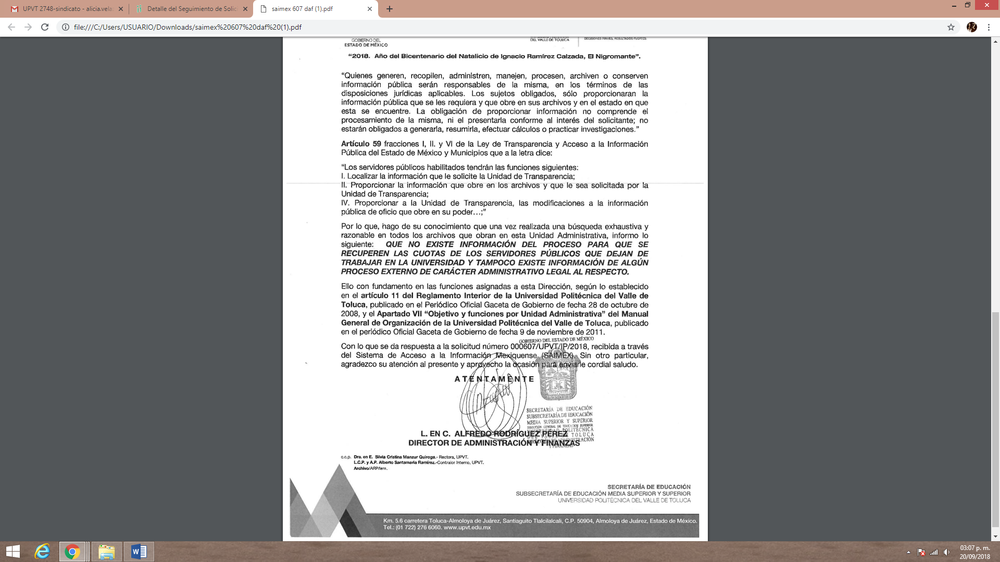 UPVT 2748-sindicato - alicia.vela
Detalle del Seguimiento de Solic
saimex 607 daf (1).pdf
file:///C:/Users/USUARIO/Downloads/saimex%20607%20daf%20(1).pdf
GOBIERNO DEL
ESTADO DE MÉXICO
DEL VALLE DE TOLUCA
DECISIONES FIRMES, RESULTADOS FUERTES.
“2018. Año del Bicentenario del Natalicio de Ignacio Ramírez Calzada, El Nigromante”.
“Quienes generen, recopilen, administren, manejen, procesen, archiven o conserven
información pública serán responsables de la misma, en los términos de las
disposiciones jurídicas aplicables. Los sujetos obligados, sólo proporcionaran la
información pública que se les requiera y que obre en sus archivos y en el estado en que
esta se encuentre. La obligación de proporcionar información no comprende el
procesamiento de la misma, ni el presentarla conforme al interés del solicitante; no
estarán obligados a generarla, resumirla, efectuar cálculos o practicar investigaciones.”
Artículo 59 fracciones I, II. y VI de la Ley de Transparencia y Acceso a la Información
Pública del Estado de México y Municipios que a la letra dice:
“Los servidores públicos habilitados tendrán las funciones siguientes:
I. Localizar la información que le solicite la Unidad de Transparencia;
II. Proporcionar la información que obre en los archivos y que le sea solicitada por la
Unidad de Transparencia;
IV. Proporcionar a la Unidad de Transparencia, las modificaciones a la información
pública de oficio que obre en su poder…;”
Por lo que, hago de su conocimiento que una vez realizada una búsqueda exhaustiva y
razonable en todos los archivos que obran en esta Unidad Administrativa, informo lo
siguiente: QUE NO EXISTE INFORMACIÓN DEL PROCESO PARA QUE SE
RECUPEREN LAS CUOTAS DE LOS SERVIDORES PÚBLICOS QUE DEJAN DE
TRABAJAR EN LA UNIVERSIDAD Y TAMPOCO EXISTE INFORMACIÓN DE ALGÚN
PROCESO EXTERNO DE CARÁCTER ADMINISTRATIVO LEGAL AL RESPECTO.
Ello con fundamento en las funciones asignadas a esta Dirección, según lo establecido
en el artículo 11 del Reglamento Interior de la Universidad Politécnica del Valle de
Toluca, publicado en el Periódico Oficial Gaceta de Gobierno de fecha 28 de octubre de
2008, y el Apartado VII “Objetivo y funciones por Unidad Administrativa” del Manual
General de Organización de la Universidad Politécnica del Valle de Toluca, publicado
en el periódico Oficial Gaceta de Gobierno de fecha 9 de noviembre de 2011.
GOBIERNO DEL ESTADO DE MÉXICO
Con lo que se da respuesta a la solicitud número 000607/UPVT/IP/2018, recibida a través
del Sistema de Acceso a la Información Mexiquense (SAIMEX). Sin otro particular,
agradezco su atención al presente y aprovecho la ocasión para enviarle cordial saludo.
ATENTAMENTE
SECRETARÍA DE EDUCACIÓN
SUBSECRETARÍA DE EDUCACIÓN
MEDIA SUPERIOR Y SUPERIOR
DIRECCIÓN GENERAL DE EDUCACIÓN SUPERIOR
UNIVERSIDAD POLITÉCNICA
DEL VALLE DE TOLUCA
DIRECCIÓN DE ADMINISTRACIÓN
Y FINANZAS
L. EN C. ALFREDO RODRÍGUEZ PÉREZ
DIRECTOR DE ADMINISTRACIÓN Y FINANZAS
c.c.p. Dra. en E. Silvia Cristina Manzur Quiroga.- Rectora, UPVT.
L.C.P. y A.P. Alberto Santamaria Ramírez.-Contralor Interno, UPVT.
Archivo/ARP/lem.
SECRETARÍA DE EDUCACIÓN
SUBSECRETARÍA DE EDUCACIÓN MEDIA SUPERIOR Y SUPERIOR
UNIVERSIDAD POLITÉCNICA DEL VALLE DE TOLUCA
Km. 5.6 carretera Toluca-Almoloya de Juárez, Santiaguito Tlalcilalcali, C.P. 50904, Almoloya de Juárez, Estado de México.
Tel.: (01 722) 276 6060. www.upvt.edu.mx
03:07 p. m.
20/09/2018